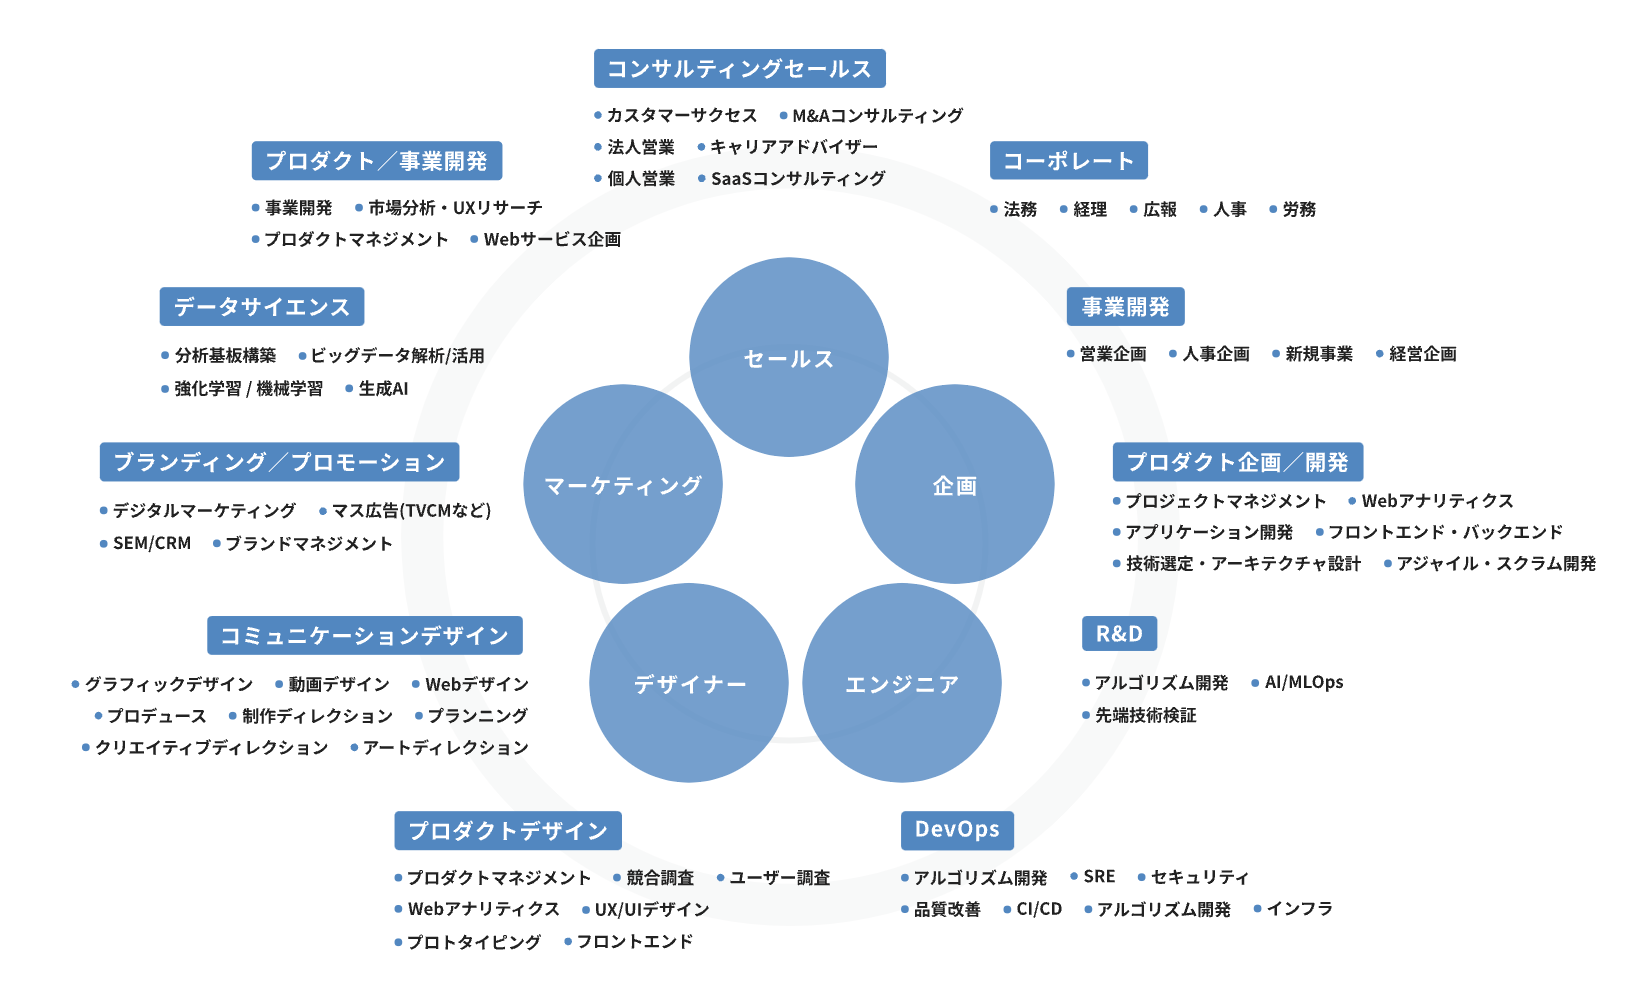 コンサルティングセールス
• カスタマーサクセス • M&Aコンサルティング
• 法人営業 • キャリアアドバイザー
• 個人営業 • SaaSコンサルティング
プロダクト／事業開発
• 事業開発 • 市場分析・UXリサーチ
• プロダクトマネジメント • Webサービス企画
コーポレート
• 法務 • 経理 • 広報 • 人事 • 労務
データサイエンス
• 分析基板構築 • ビッグデータ解析/活用
• 強化学習 / 機械学習 • 生成AI
事業開発
• 営業企画 • 人事企画 • 新規事業 • 経営企画
セールス
マーケティング
企画
デザイナー
エンジニア
ブランディング／プロモーション
• デジタルマーケティング • マス広告(TVCMなど)
• SEM/CRM • ブランドマネジメント
プロダクト企画／開発
• プロジェクトマネジメント • Webアナリティクス
• アプリケーション開発 • フロントエンド・バックエンド
• 技術選定・アーキテクチャ設計 • アジャイル・スクラム開発
コミュニケーションデザイン
• グラフィックデザイン • 動画デザイン • Webデザイン
• プロデュース • 制作ディレクション • プランニング
• クリエイティブディレクション • アートディレクション
R&D
• アルゴリズム開発 • AI/MLOps
• 先端技術検証
プロダクトデザイン
• プロダクトマネジメント • 競合調査 • ユーザー調査
• Webアナリティクス • UX/UIデザイン
• プロトタイピング • フロントエンド
DevOps
• アルゴリズム開発 • SRE • セキュリティ
• 品質改善 • CI/CD • アルゴリズム開発 • インフラ